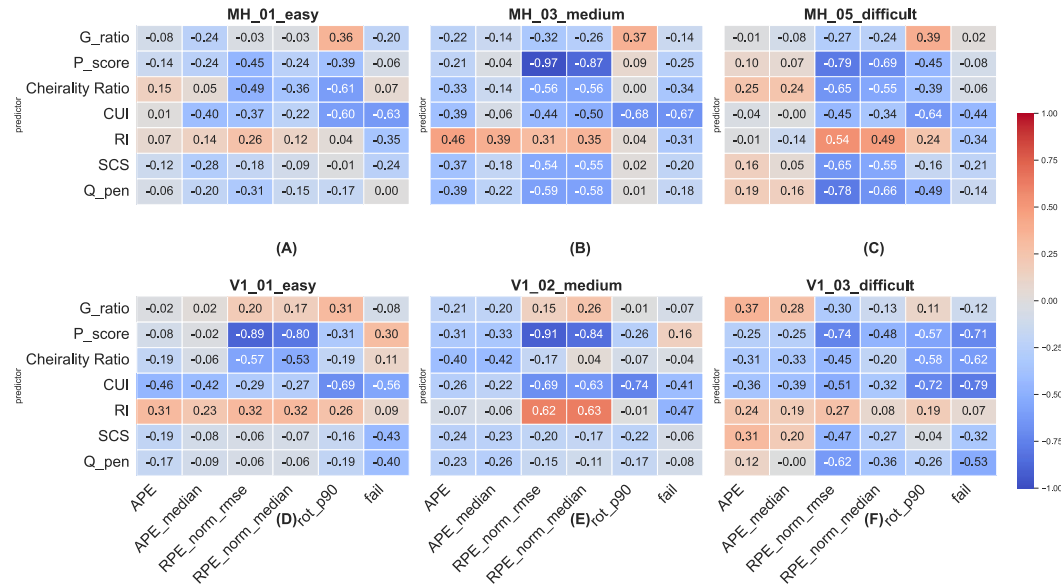 MH_01_easy MH_03_medium MH_05_difficult
G_ratio -0.08 -0.24 -0.03 -0.03 0.36 -0.20 -0.22 -0.14 -0.32 -0.26 0.37 -0.14 -0.01 -0.08 -0.27 -0.24 0.39 0.02
P_score -0.14 -0.24 -0.45 -0.24 -0.39 -0.06 -0.21 -0.04 -0.97 -0.87 0.09 -0.25 0.10 0.07 -0.79 -0.69 -0.45 -0.08
Cheirality Ratio 0.15 0.05 -0.49 -0.36 -0.61 0.07 -0.33 -0.14 -0.56 -0.56 0.00 -0.34 0.25 0.24 -0.65 -0.55 -0.39 -0.06
predictor predictor predictor
CUI 0.01 -0.40 -0.37 -0.22 -0.60 -0.63 -0.39 -0.06 -0.44 -0.50 -0.68 -0.67 -0.04 -0.00 -0.45 -0.34 -0.64 -0.44
RI 0.07 0.14 0.26 0.12 0.04 -0.35 0.46 0.39 0.31 0.35 0.04 -0.31 -0.01 -0.14 0.54 0.49 0.24 -0.34
SCS -0.12 -0.28 -0.18 -0.09 -0.01 -0.24 -0.37 -0.18 -0.54 -0.55 0.02 -0.20 0.16 0.05 -0.65 -0.55 -0.16 -0.21
Q_pen -0.06 -0.20 -0.31 -0.15 -0.17 0.00 -0.39 -0.22 -0.59 -0.58 0.01 -0.18 0.19 0.16 -0.78 -0.66 -0.49 -0.14
(A) (B) (C)
V1_01_easy V1_02_medium V1_03_difficult
G_ratio -0.02 0.02 0.20 0.17 0.31 -0.08 -0.21 -0.20 0.15 0.26 -0.01 -0.07 0.37 0.28 -0.30 -0.13 0.11 -0.12
P_score -0.08 -0.02 -0.89 -0.80 -0.31 0.30 -0.31 -0.33 -0.91 -0.84 -0.26 0.16 -0.25 -0.25 -0.74 -0.48 -0.57 -0.71
Cheirality Ratio -0.19 -0.06 -0.57 -0.53 -0.19 0.11 -0.40 -0.42 -0.17 0.04 -0.07 -0.04 -0.31 -0.33 -0.45 -0.20 -0.58 -0.62
predictor predictor predictor
CUI -0.46 -0.42 -0.29 -0.27 -0.69 -0.56 -0.26 -0.22 -0.69 -0.63 -0.74 -0.41 -0.36 -0.39 -0.51 -0.32 -0.72 -0.79
RI 0.31 0.23 0.32 0.32 0.26 0.09 -0.07 -0.06 0.62 0.63 -0.01 -0.47 0.24 0.19 0.27 0.08 0.19 0.07
SCS -0.19 -0.08 -0.06 -0.07 -0.16 -0.43 -0.24 -0.23 -0.20 -0.17 -0.22 -0.06 0.31 0.20 -0.47 -0.27 -0.04 -0.32
Q_pen -0.17 -0.09 -0.06 -0.06 -0.19 -0.40 -0.23 -0.26 -0.15 -0.11 -0.17 -0.08 0.12 -0.00 -0.62 -0.36 -0.26 -0.53
APE APE_median RPE_norm_rmse RPE_norm_median rot_p90 fail APE APE_median RPE_norm_rmse RPE_norm_median rot_p90 fail APE APE_median RPE_norm_rmse RPE_norm_median rot_p90 fail
(D) (E) (F)
1.00
0.75
0.50
0.25
0.00
-0.25
-0.50
-0.75
-1.00